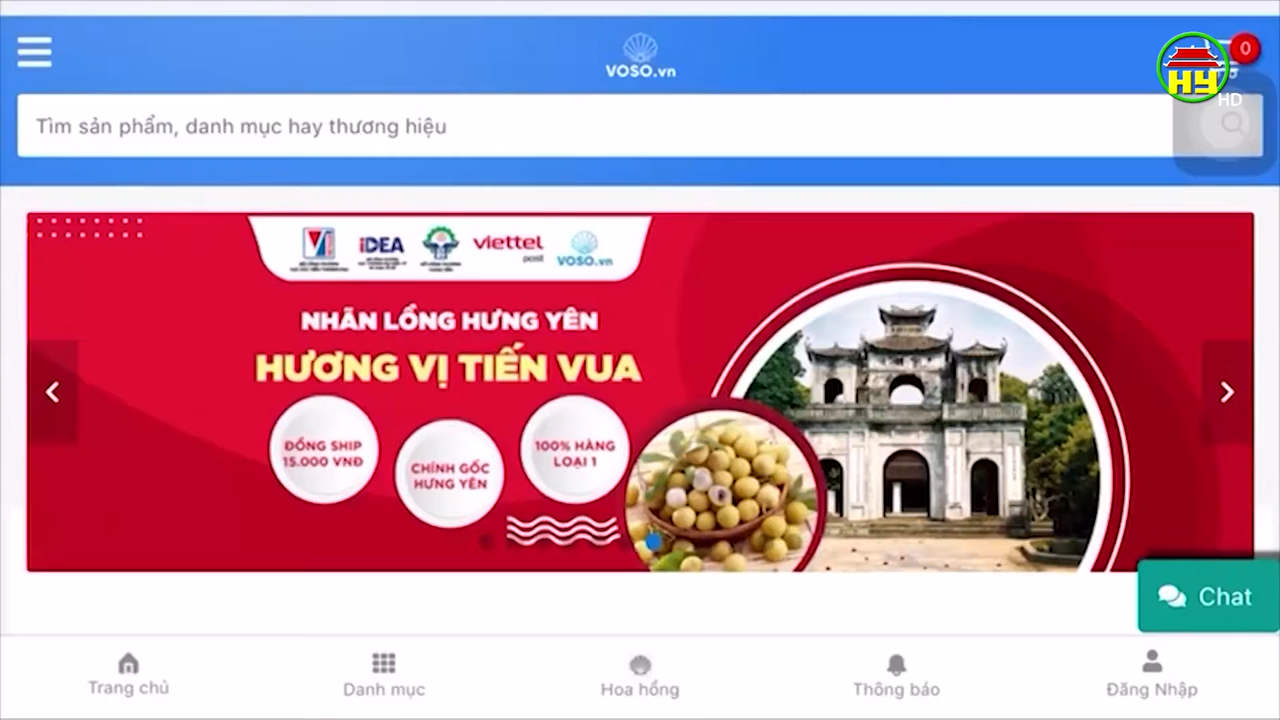 VOSO.vn
0
HY
HD
Tìm sản phẩm, danh mục hay thương hiệu
iDEA
viettel
post
VOSO.vn
NHÃN LỒNG HƯNG YÊN
HƯƠNG VỊ TIẾN VUA
ĐỒNG SHIP
15.000 VNĐ
CHÍNH GỐC
HƯNG YÊN
100% HÀNG
LOẠI 1
Chat
Trang chủ
Danh mục
Hoa hồng
Thông báo
Đăng Nhập